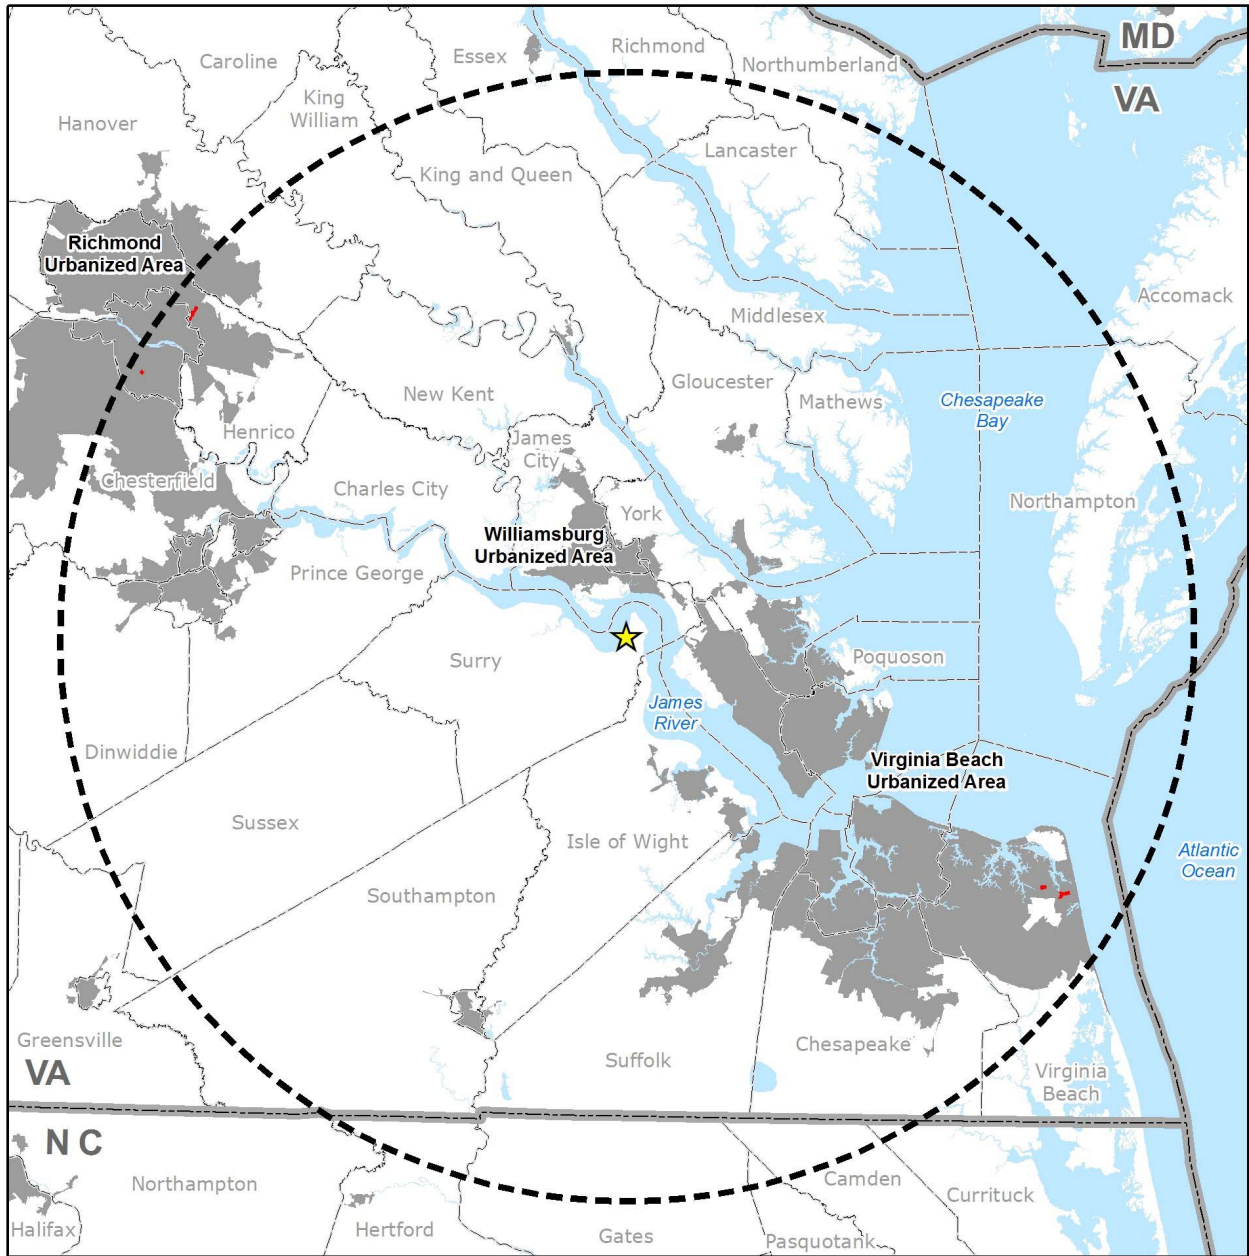 MD
VA
Essex
Richmond
Northumberland
Caroline
King
William
Hanover
Lancaster
King and Queen
Richmond
Urbanized Area
Accomack
Middlesex
Gloucester
New Kent
Mathews
Chesapeake
Bay
Henrico
James
City
Chesterfield
Charles City
Northampton
York
Williamsburg
Urbanized Area
Prince George
Surry
Poquoson
James
River
Dinwiddie
Virginia Beach
Urbanized Area
Sussex
Isle of Wight
Atlantic
Ocean
Southampton
Greensville
Chesapeake
Suffolk
VA
Virginia
Beach
NC
Northampton
Camden
Currituck
Halifax
Hertford
Gates
Pasquotank